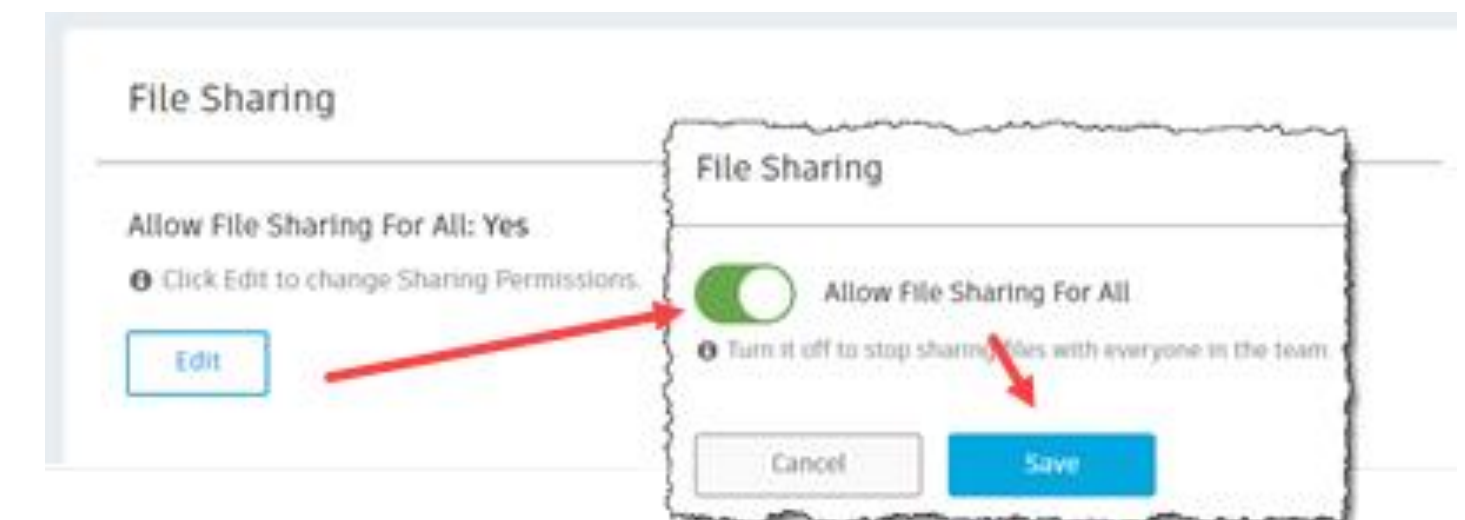 File Sharing
Allow File Sharing For All: Yes
Click Edit to change Sharing Permissions.
Edit
File Sharing
Allow File Sharing For All
Turn it off to stop sharing files with everyone in the team.
Cancel
Save